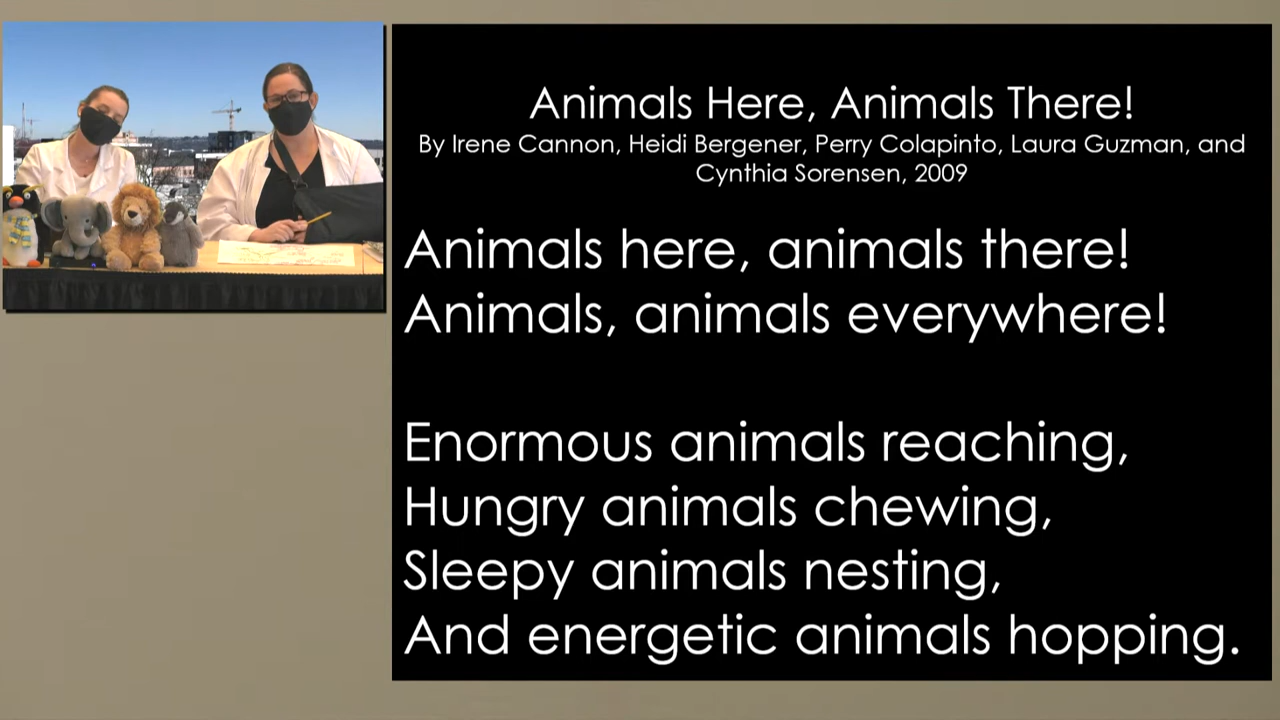 Animals Here, Animals There!
By Irene Cannon, Heidi Bergener, Perry Colapinto, Laura Guzman, and
Cynthia Sorensen, 2009
Animals here, animals there!
Animals, animals everywhere!
Enormous animals reaching,
Hungry animals chewing,
Sleepy animals nesting,
And energetic animals hopping.